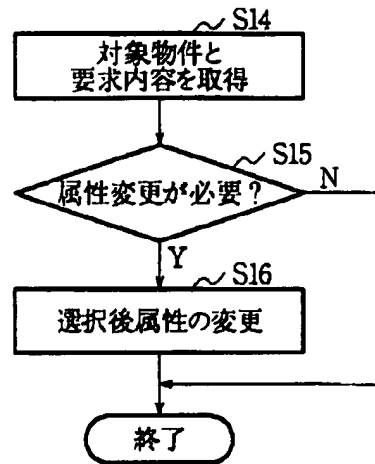 S14
対象物件と
要求内容を取得
S15
属性変更が必要?
N
Y
S16
選択後属性の変更
終了